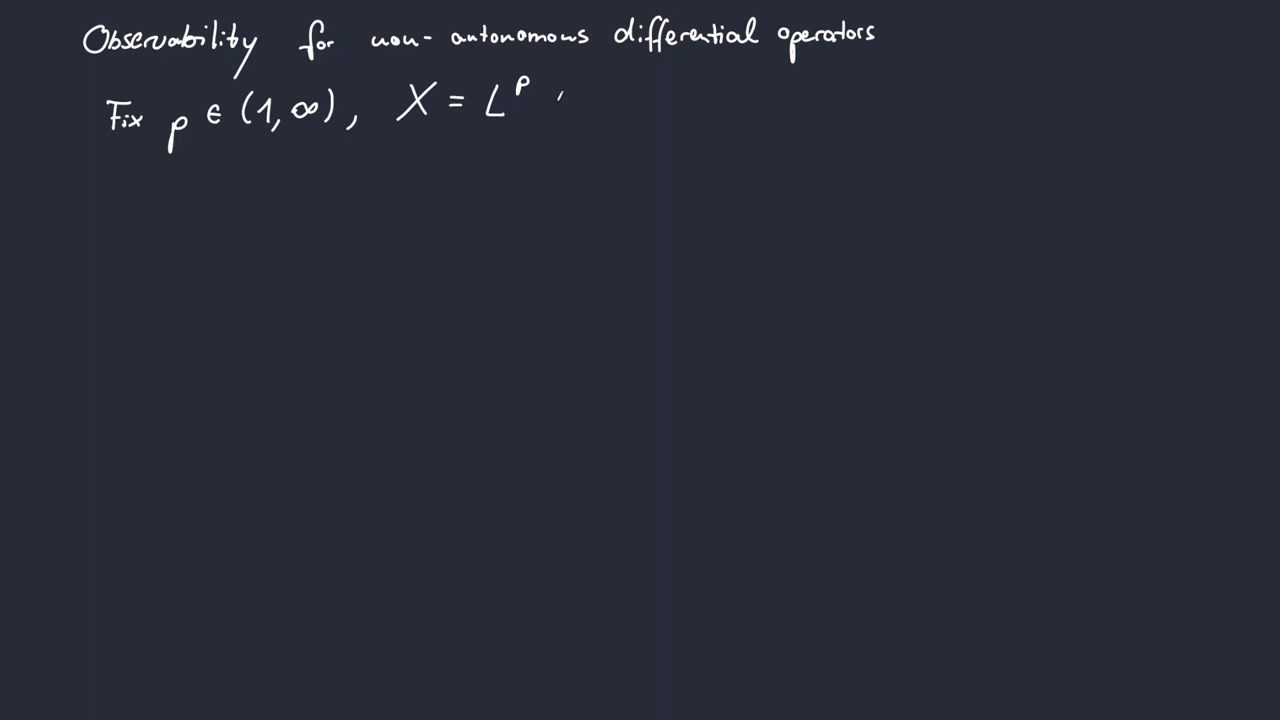 Observability for non-autonomous differential operators
Fix p ∈ (1, ∞), X = L^p